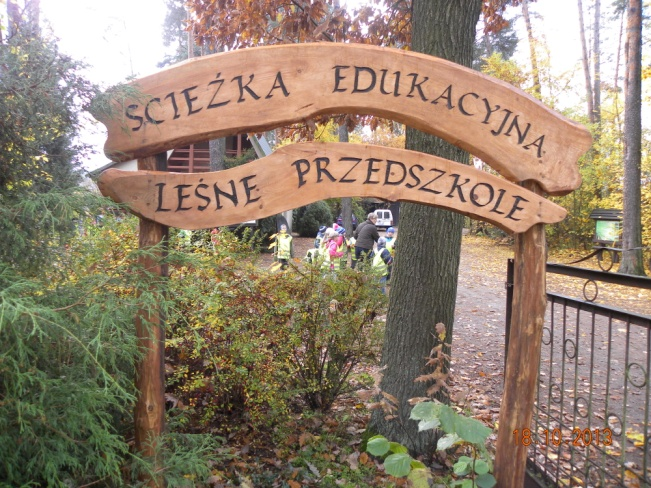 ŚCIEŻKA EDUKACYJNA
LEŚNE PRZEDSZKOLE
18.10.2013